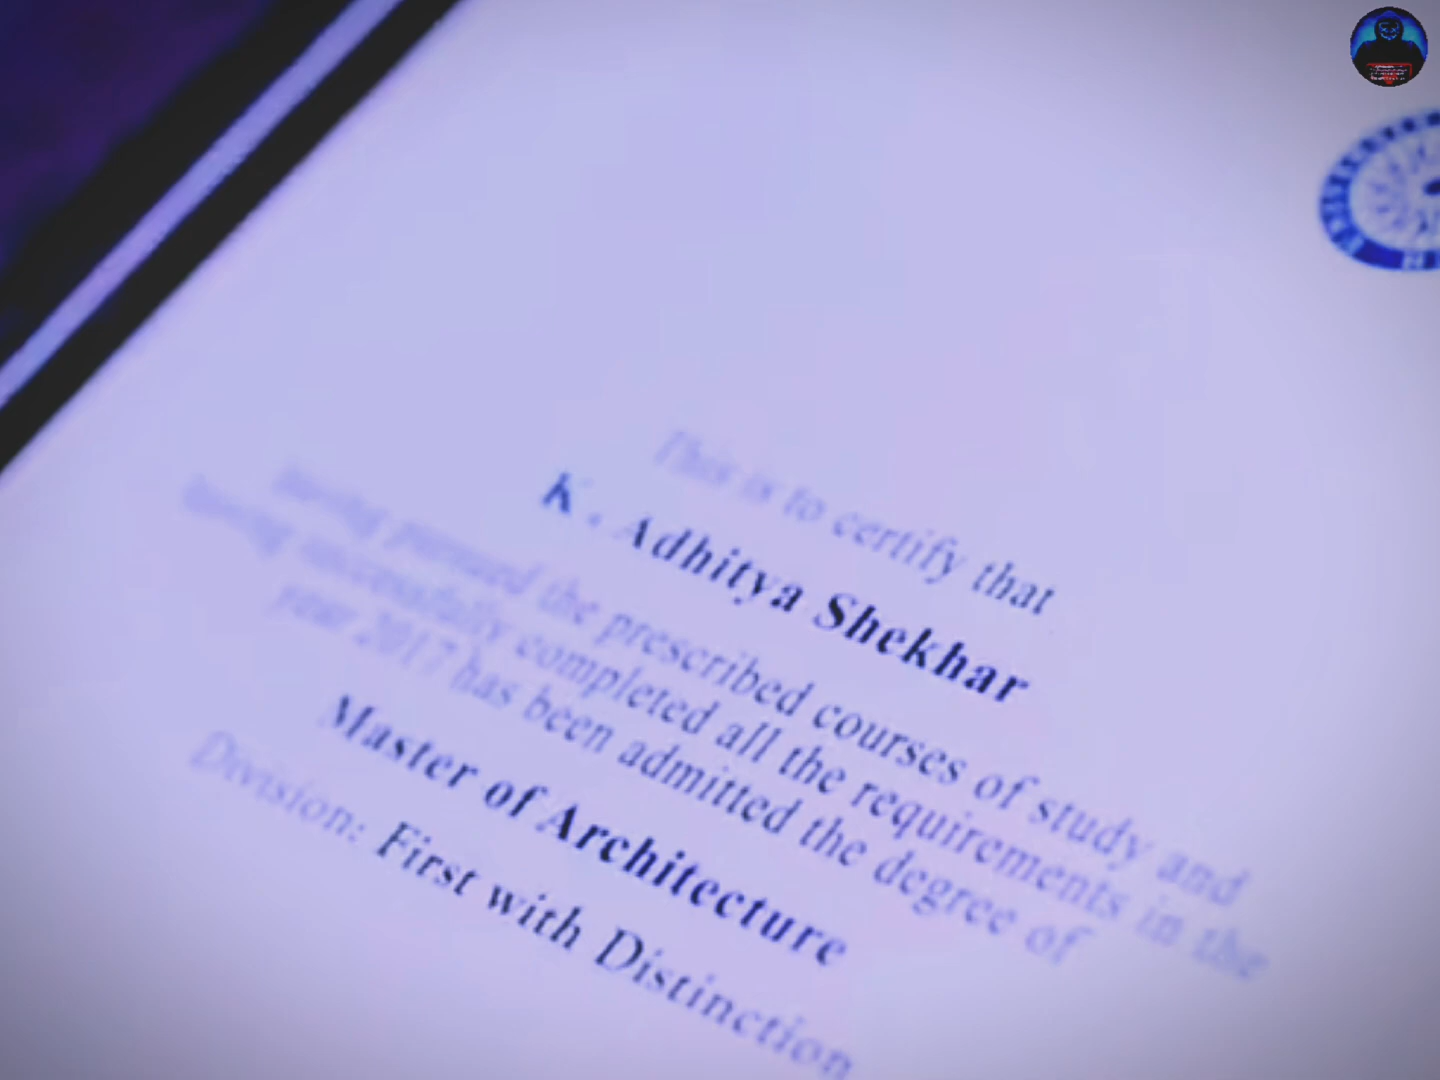 This is to certify that
K. Adhitya Shekhar
having pursued the prescribed courses of study and
having successfully completed all the requirements in the
year 2017 has been admitted the degree of
Master of Architecture
Division: First with Distinction